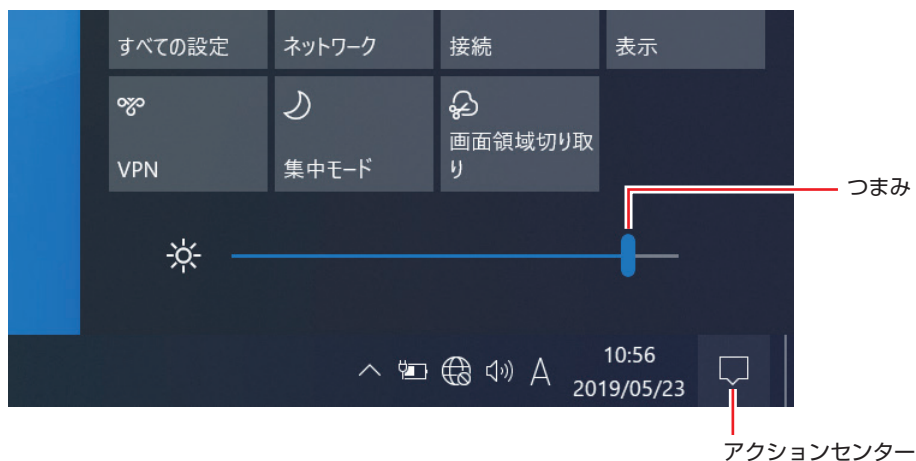 すべての設定
ネットワーク
接続
表示
VPN
集中モード
画面領域切り取
り
つまみ
A
10:56
2019/05/23
アクションセンター